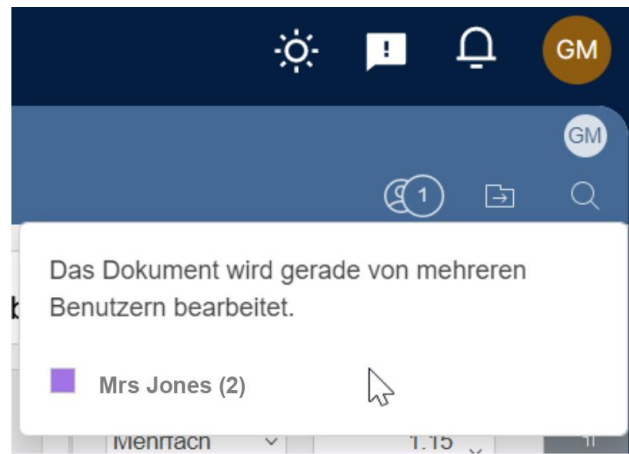 GM
GM
1
Das Dokument wird gerade von mehreren
Benutzern bearbeitet.
Mrs Jones (2)
Mehrfach
1.15